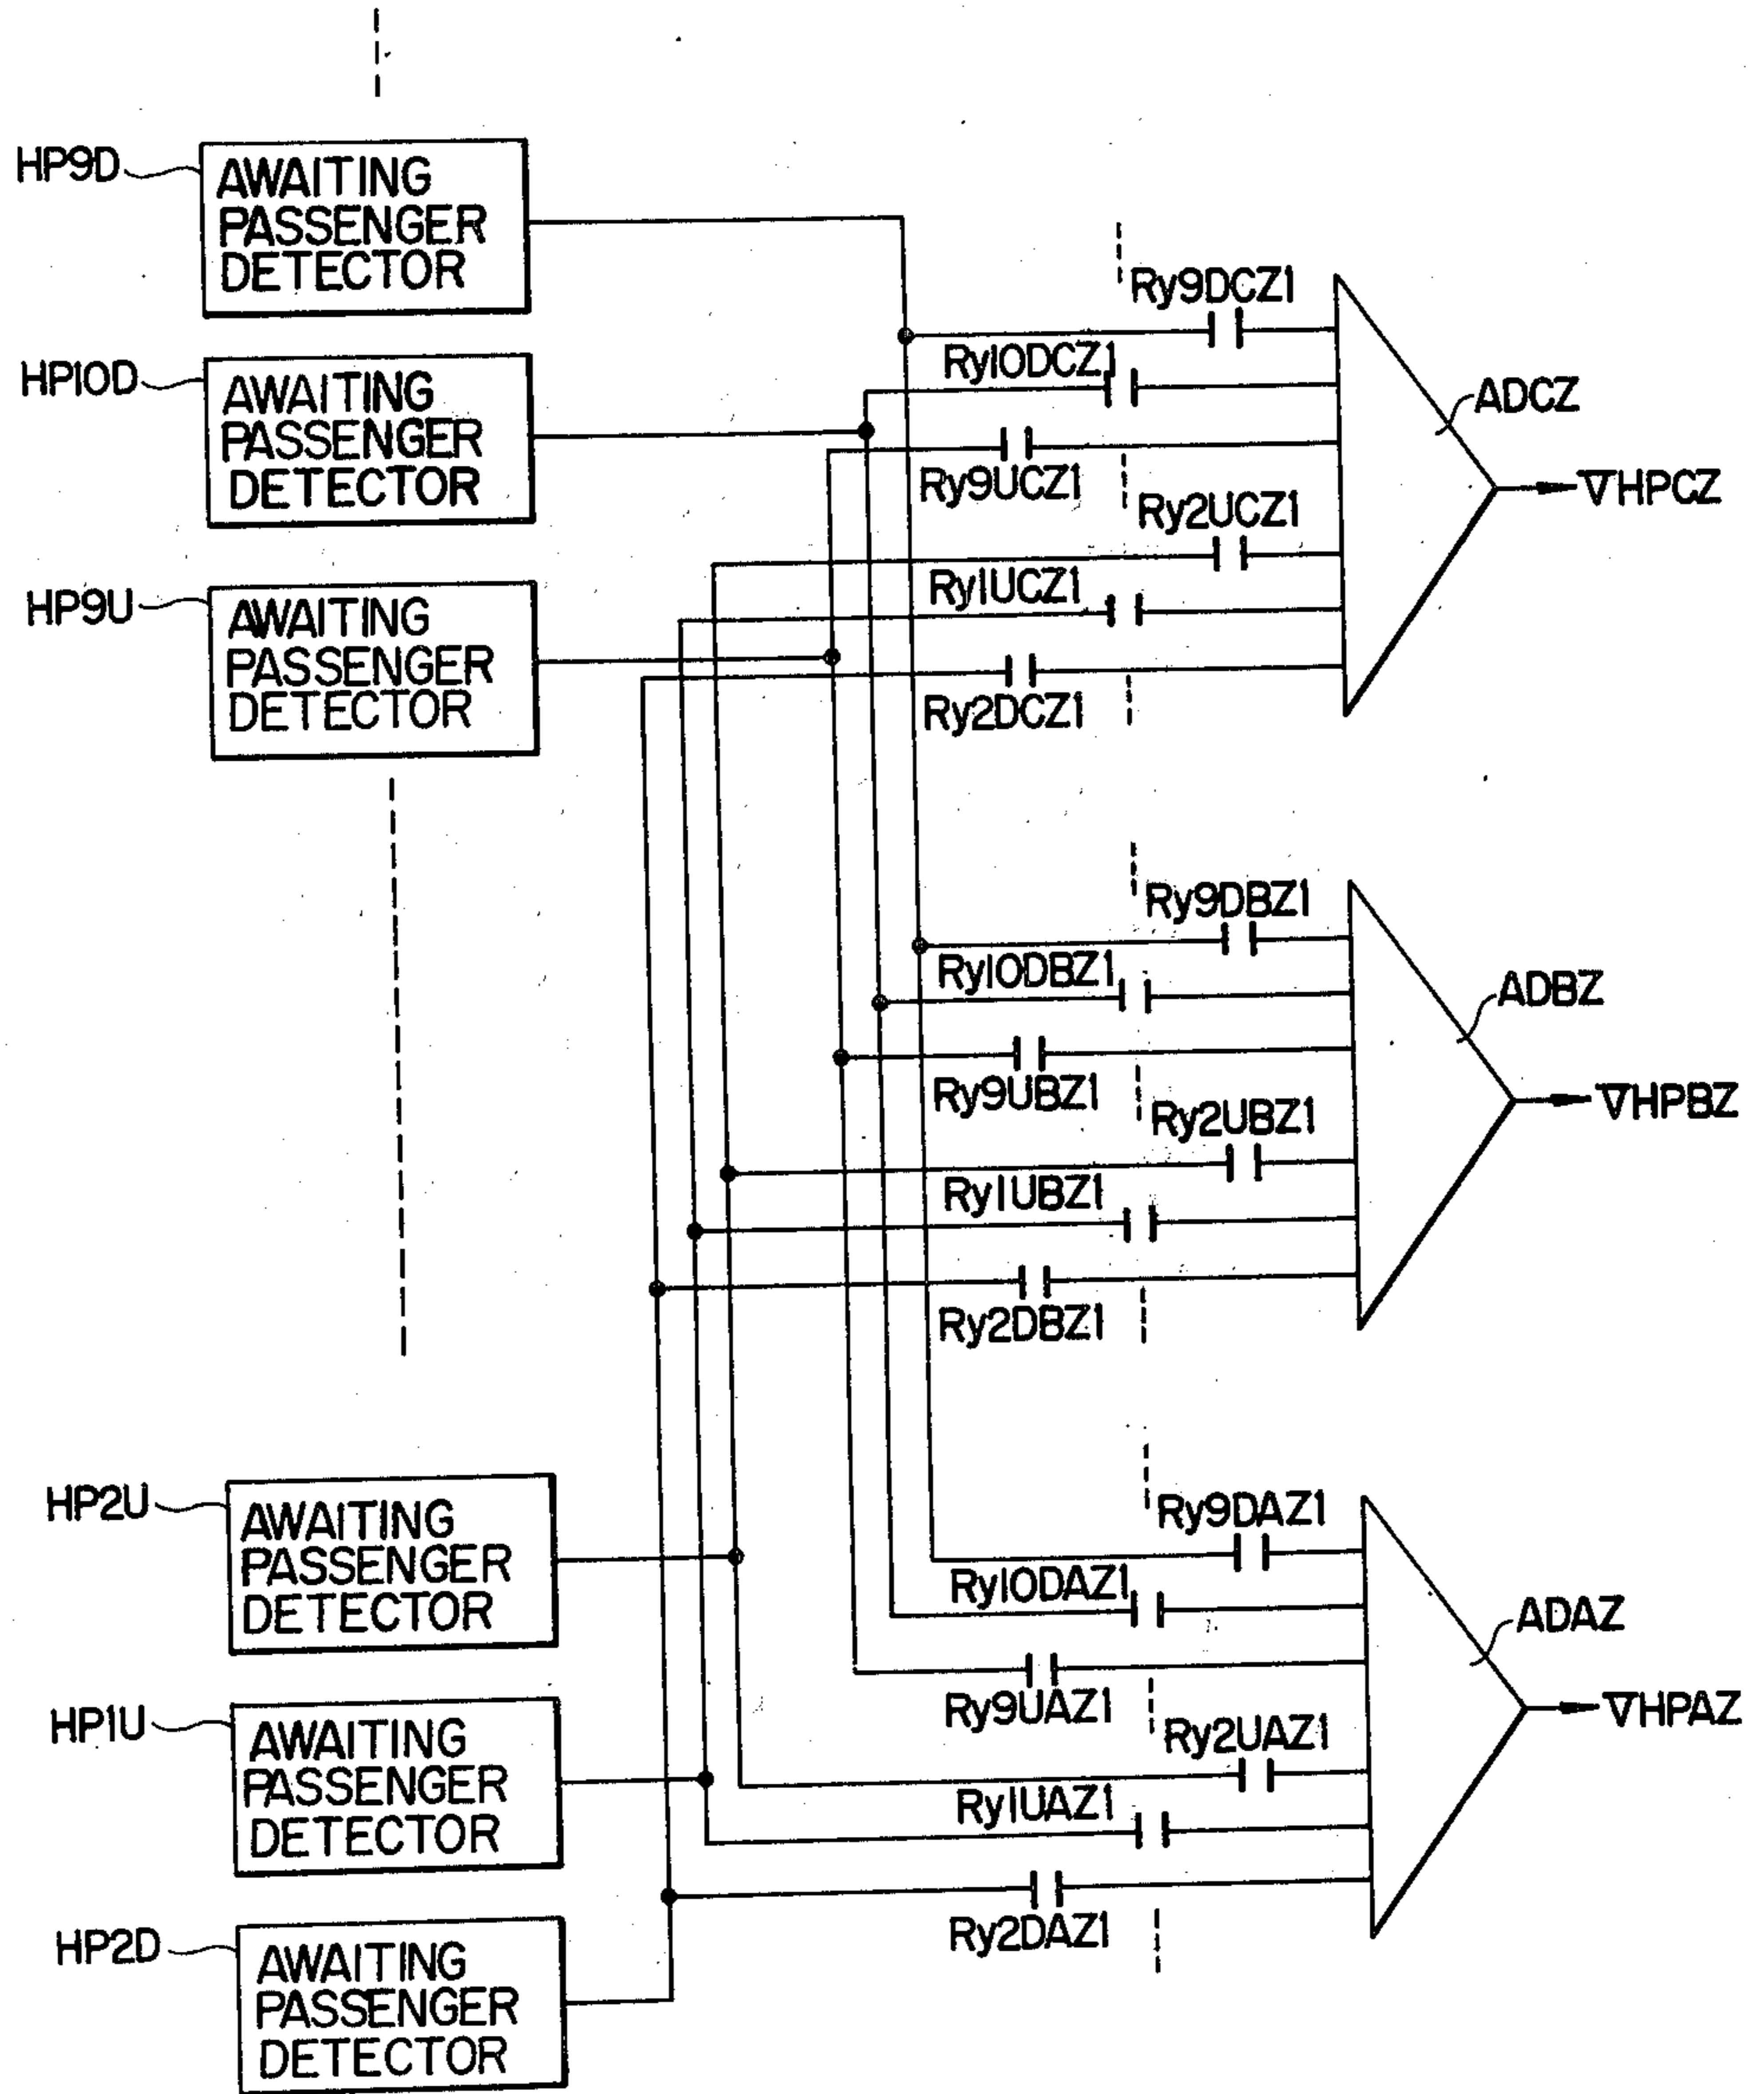 HP9D
AWAITING
PASSENGER
DETECTOR
HP10D
AWAITING
PASSENGER
DETECTOR
HP9U
AWAITING
PASSENGER
DETECTOR
HP2U
AWAITING
PASSENGER
DETECTOR
HP1U
AWAITING
PASSENGER
DETECTOR
HP2D
AWAITING
PASSENGER
DETECTOR
Ry9DCZ1
Ry10DCZ1
Ry9UCZ1
Ry2UCZ1
Ry1UCZ1
Ry2DCZ1
ADCZ
∇HPCZ
Ry9DBZ1
Ry10DBZ1
Ry9UBZ1
Ry2UBZ1
Ry1UBZ1
Ry2DBZ1
ADBZ
∇HPBZ
Ry9DAZ1
Ry10DAZ1
Ry9UAZ1
Ry2UAZ1
Ry1UAZ1
Ry2DAZ1
ADAZ
∇HPAZ